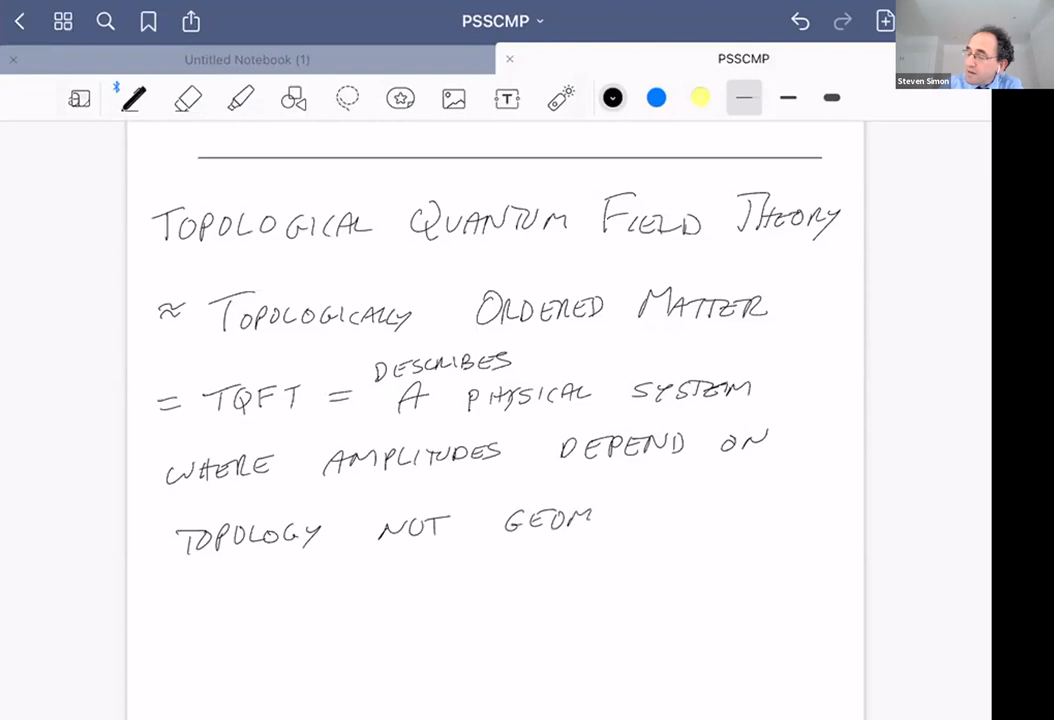 PSSCMP
Untitled Notebook (1)
PSSCMP
Steven Simon
TOPOLOGICAL QUANTUM FIELD THEORY
≈ TOPOLOGICALLY ORDERED MATTER
DESCRIBES
= TQFT = A PHYSICAL SYSTEM
WHERE AMPLITUDES DEPEND ON
TOPOLOGY NOT GEOM